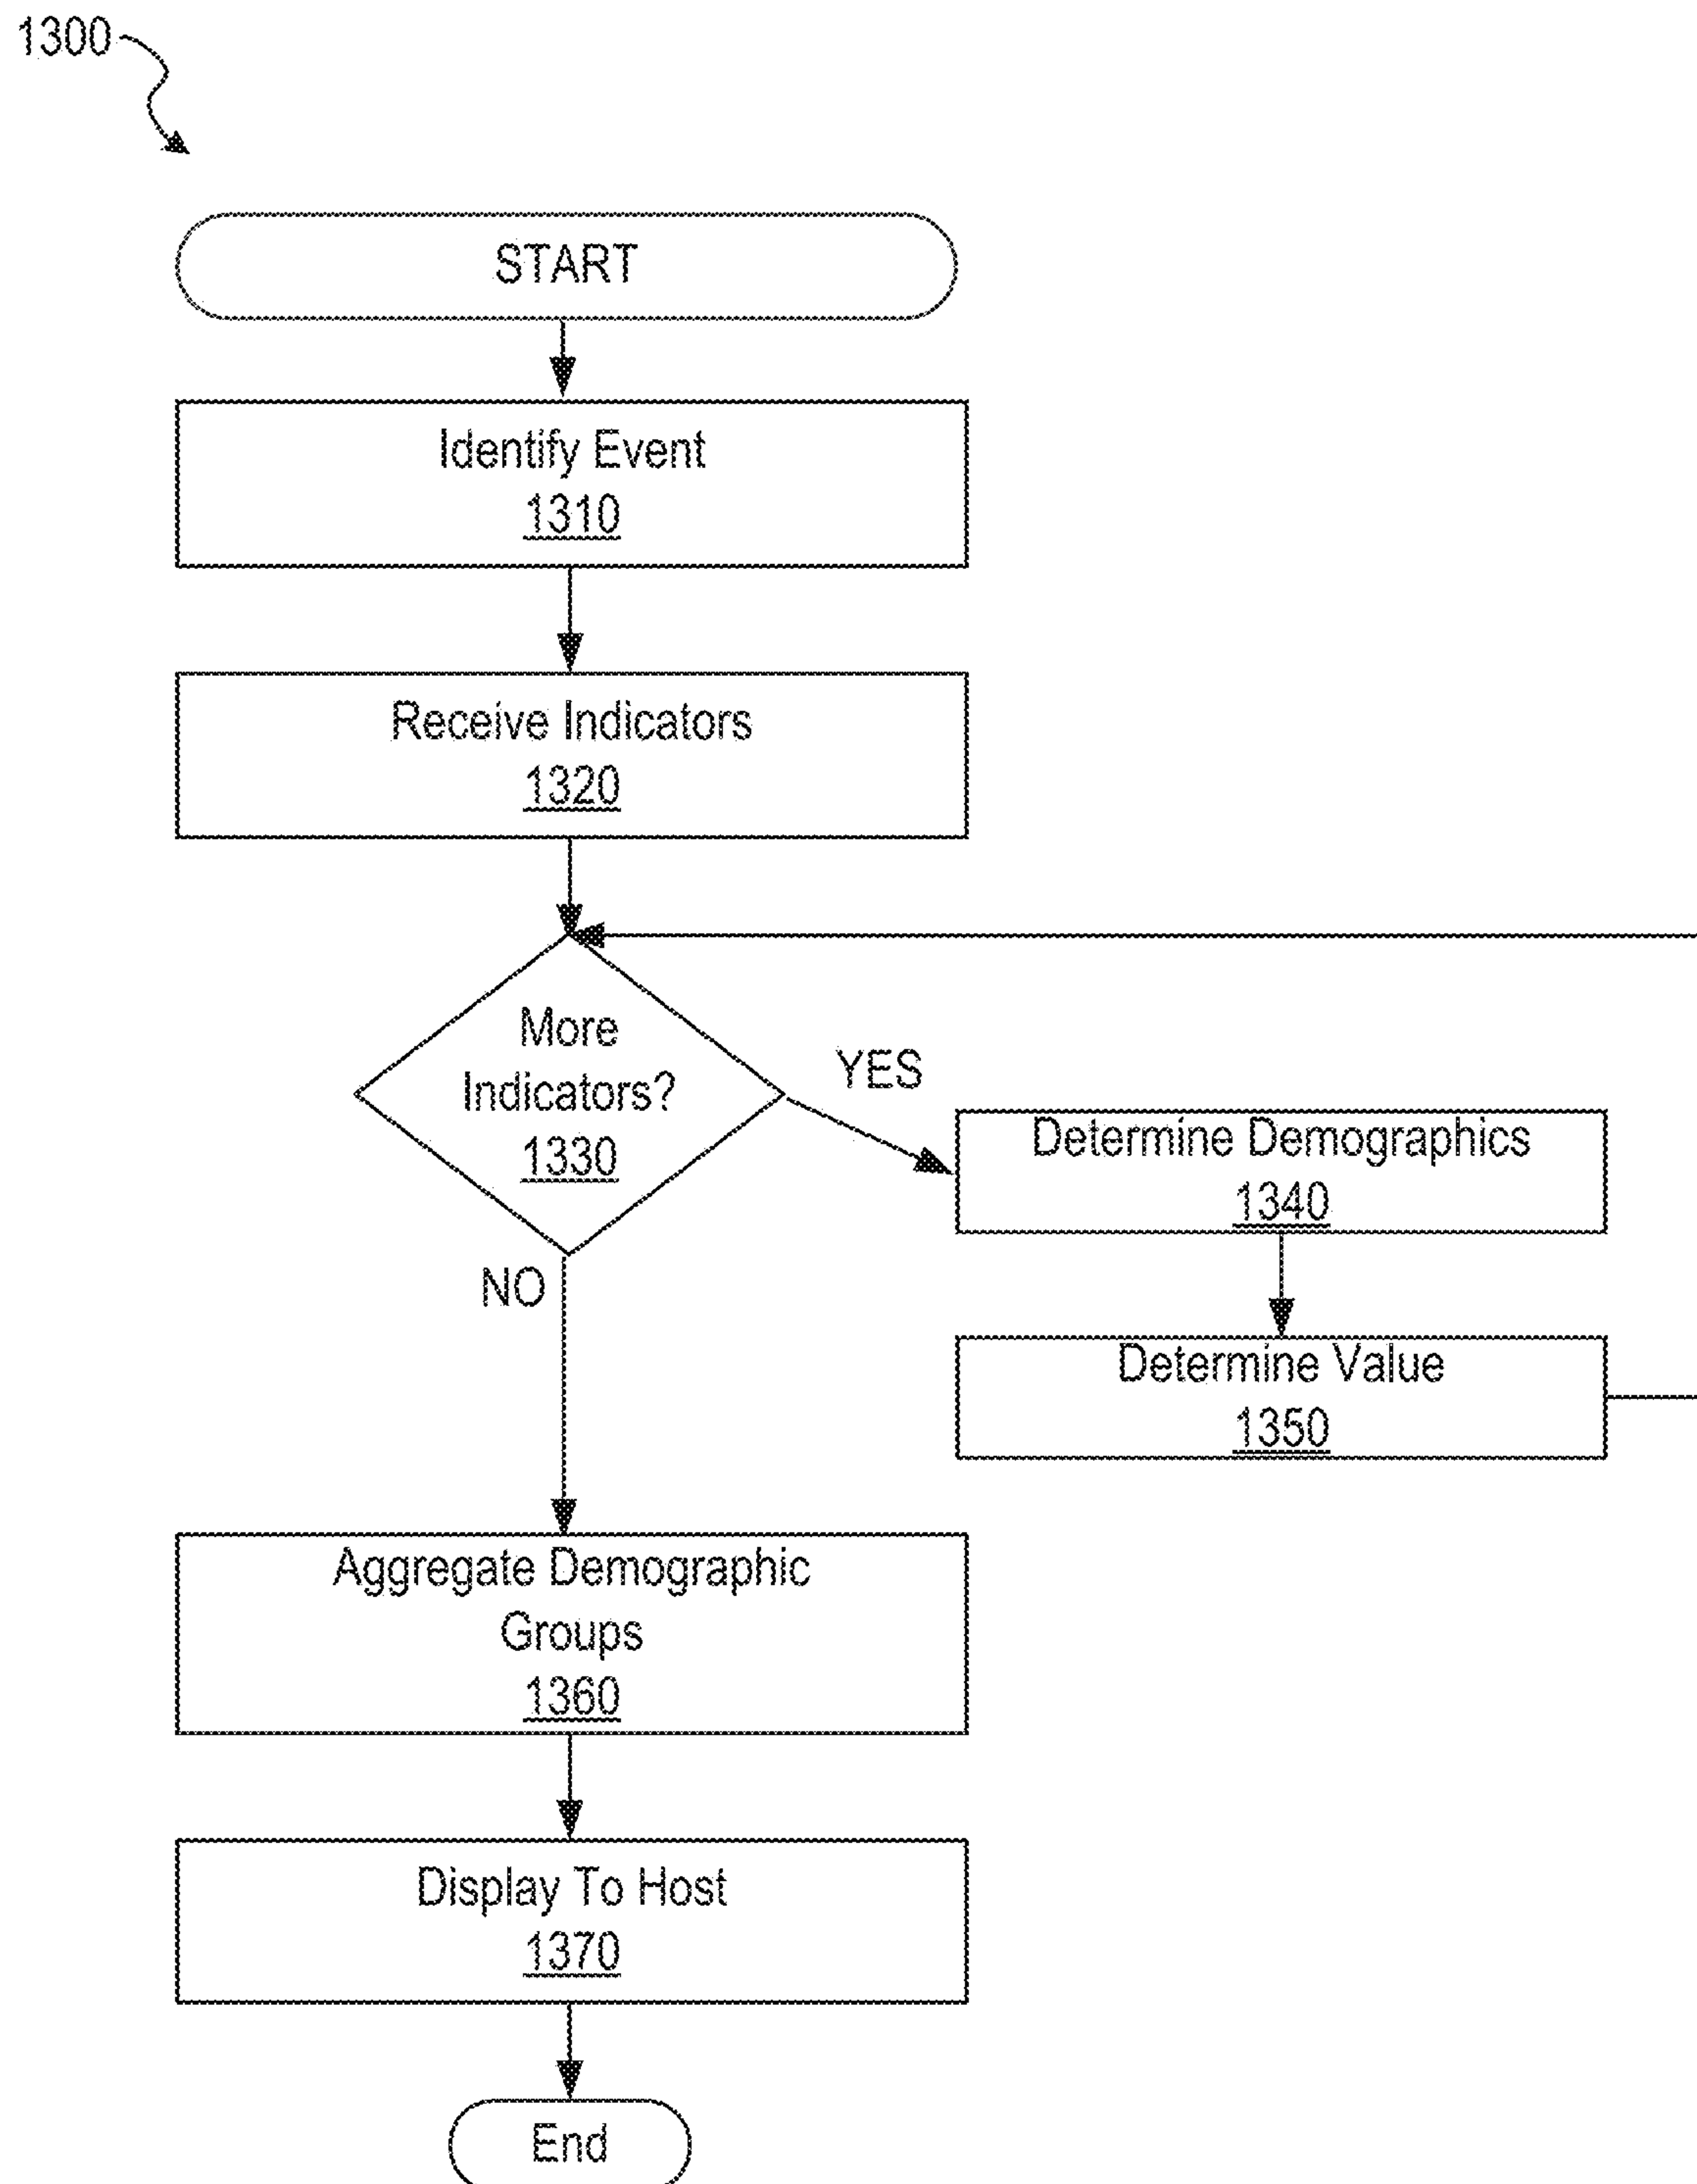 1300
START
Identify Event
1310
Receive Indicators
1320
More
Indicators?
1330
YES
Determine Demographics
1340
NO
Determine Value
1350
Aggregate Demographic
Groups
1360
Display To Host
1370
End